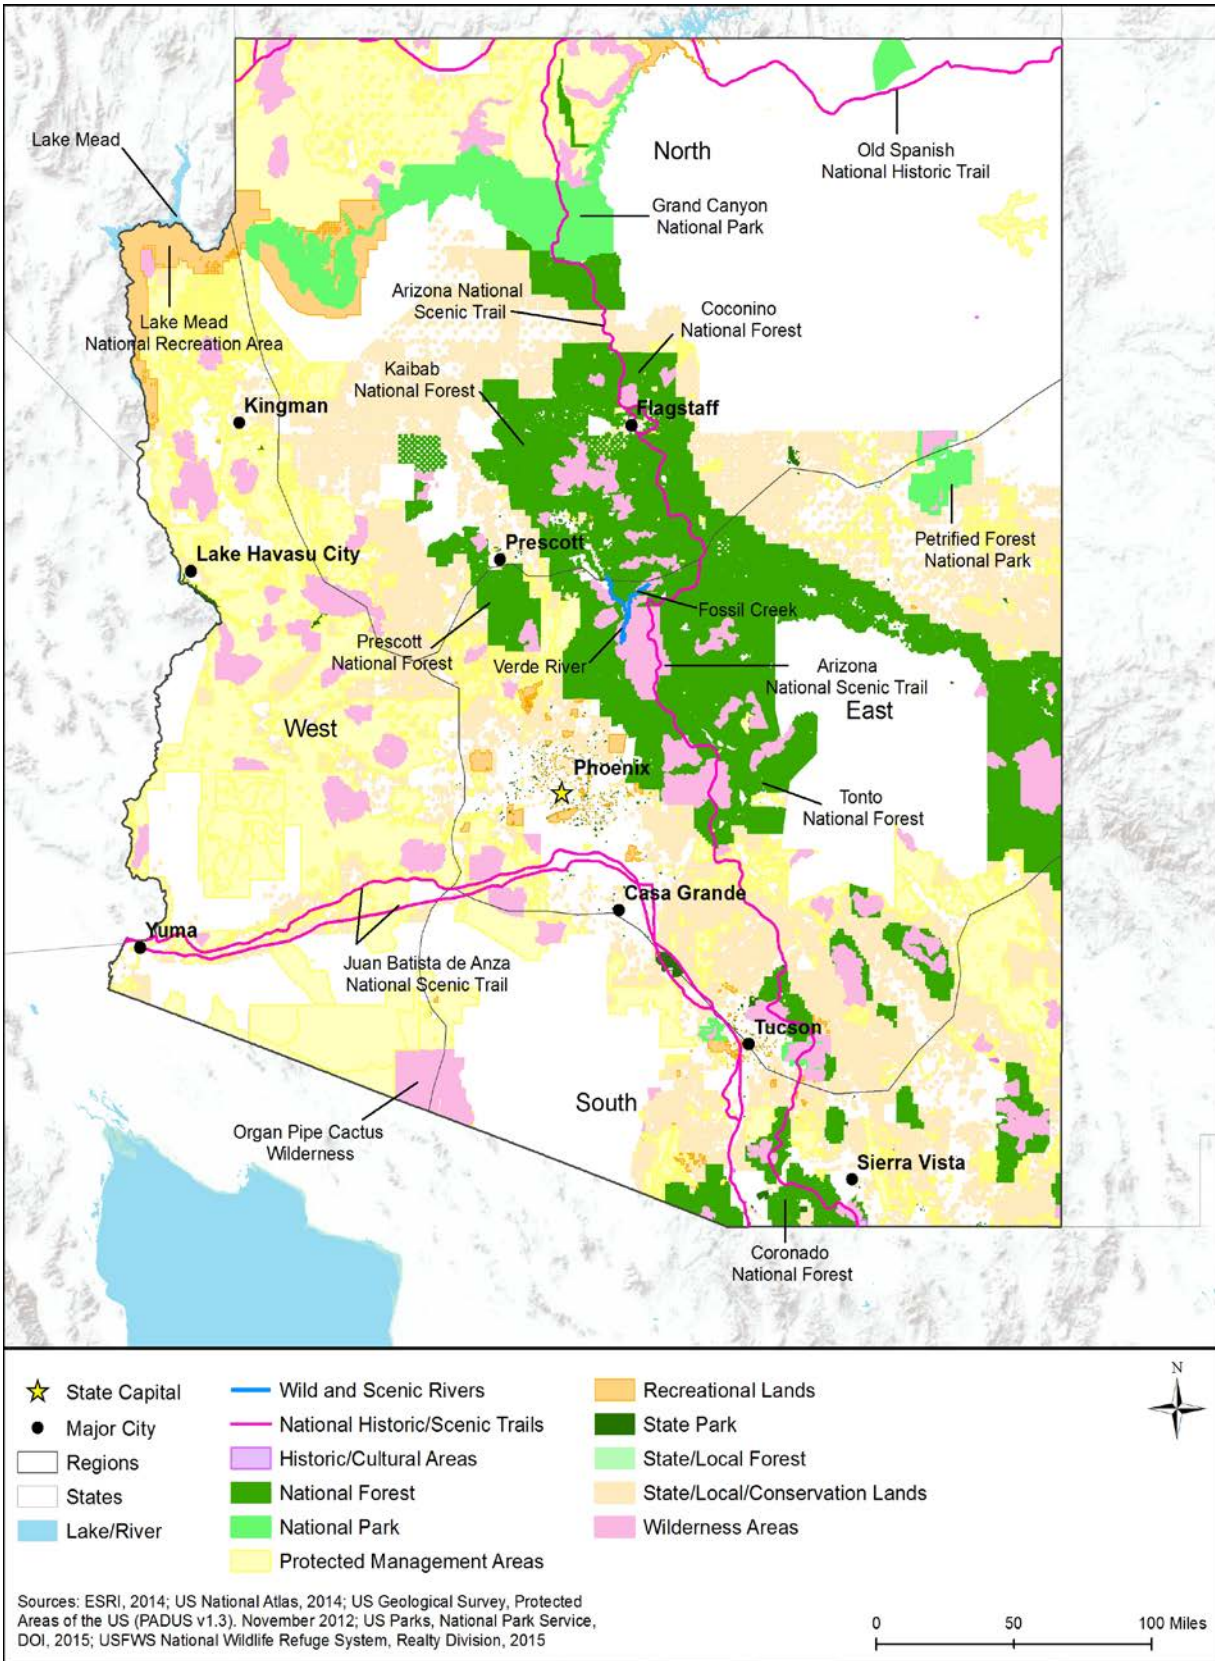 North
Lake Mead
Old Spanish
National Historic Trail
Grand Canyon
National Park
Arizona National
Scenic Trail
Coconino
National Forest
Lake Mead
National Recreation Area
Kaibab
National Forest
Kingman
Flagstaff
Petrified Forest
National Park
Lake Havasu City
Prescott
Fossil Creek
Prescott
National Forest
Verde River
Arizona
National Scenic Trail
West
East
Phoenix
Tonto
National Forest
Casa Grande
Yuma
Juan Batista de Anza
National Scenic Trail
Tucson
South
Organ Pipe Cactus
Wilderness
Sierra Vista
Coronado
National Forest
State Capital
Major City
Regions
States
Lake/River
Wild and Scenic Rivers
National Historic/Scenic Trails
Historic/Cultural Areas
National Forest
National Park
Protected Management Areas
Recreational Lands
State Park
State/Local Forest
State/Local/Conservation Lands
Wilderness Areas
N
Sources: ESRI, 2014; US National Atlas, 2014; US Geological Survey, Protected
Areas of the US (PADUS v1.3). November 2012; US Parks, National Park Service,
DOI, 2015; USFWS National Wildlife Refuge System, Realty Division, 2015
0 50 100 Miles